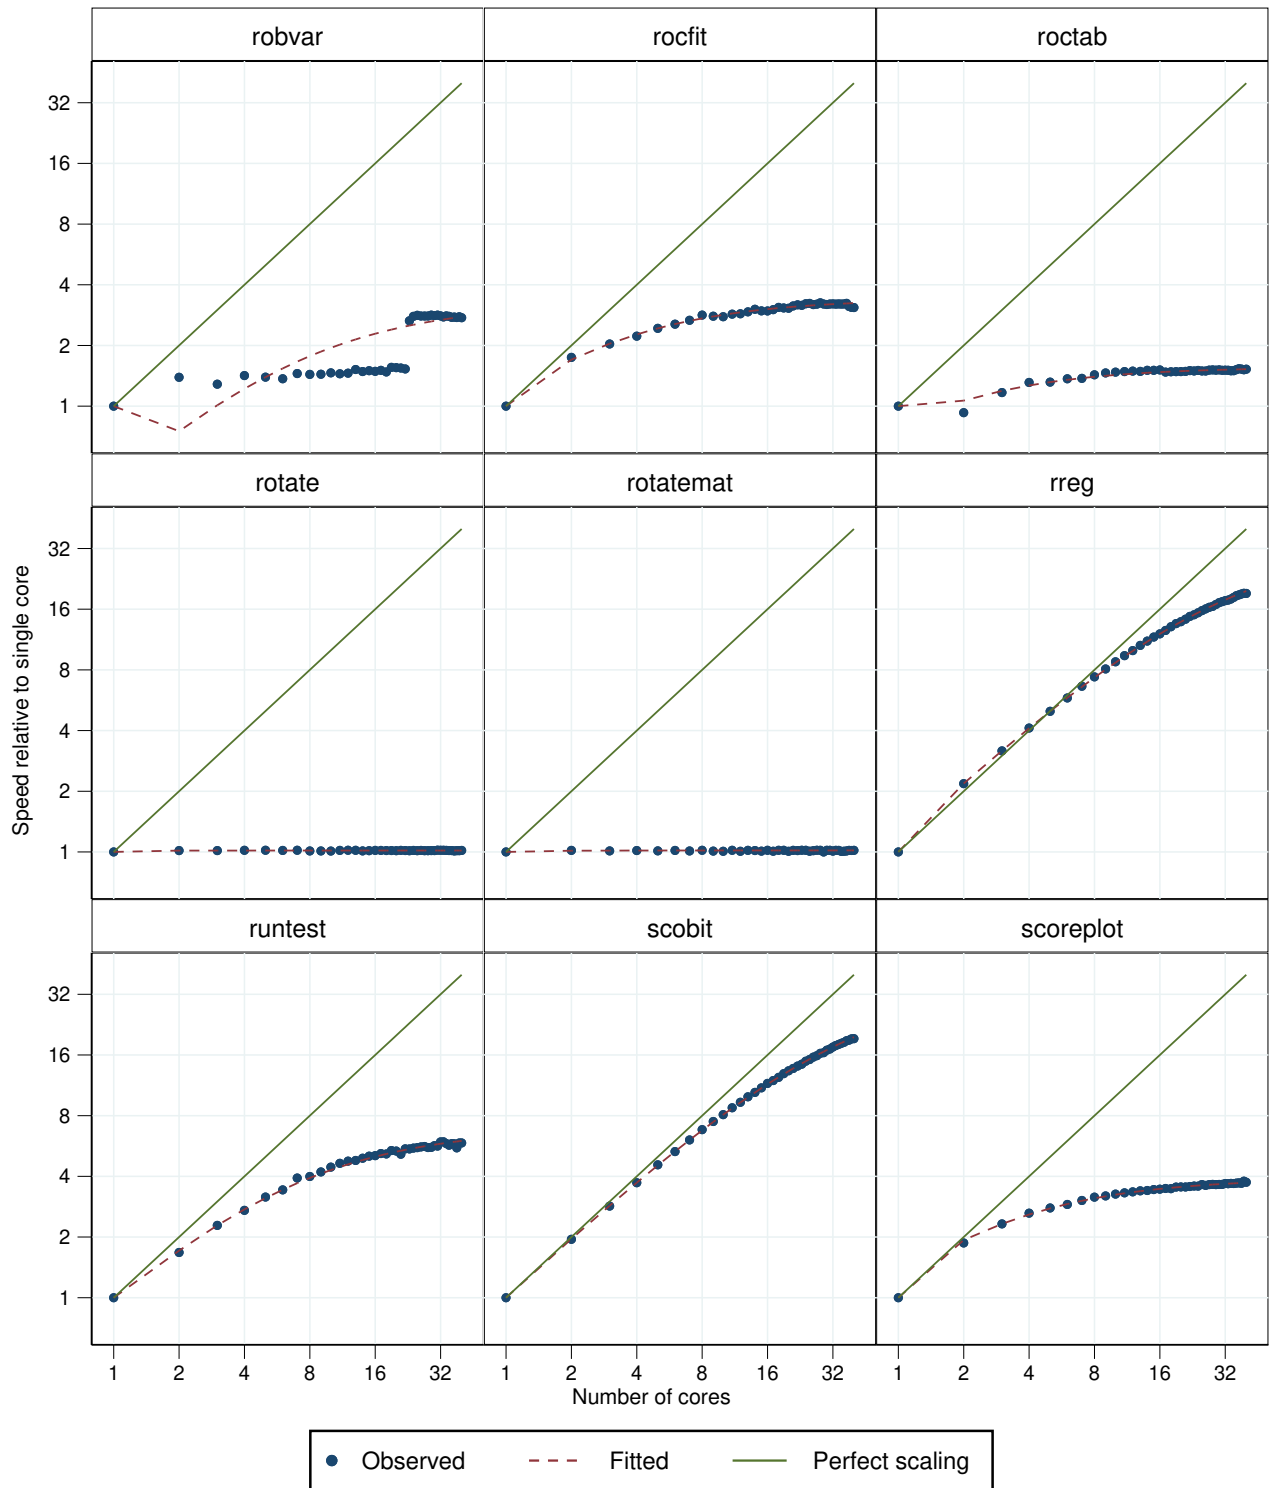 robvar rocfit roctab
32
16
8
4
2
1
rotate rotatemat rreg
32
16
8
4
2
1
Speed relative to single core
runtest scobit scoreplot
32
16
8
4
2
1
1 2 4 8 16 32 1 2 4 8 16 32 1 2 4 8 16 32
Number of cores
Observed Fitted Perfect scaling